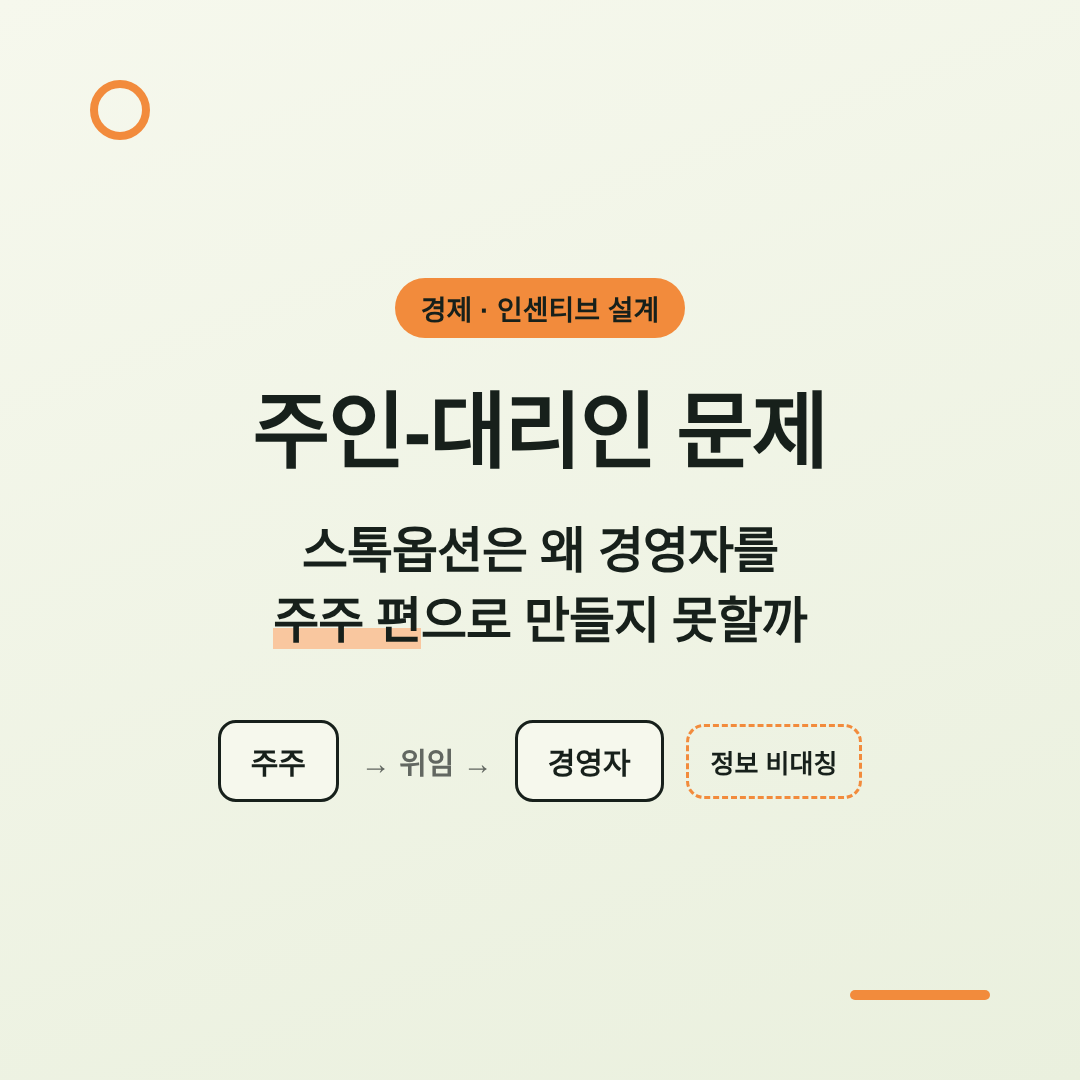 경제 · 인센티브 설계
주인-대리인 문제
스톡옵션은 왜 경영자를
주주 편으로 만들지 못할까
주주 → 위임 → 경영자 정보 비대칭